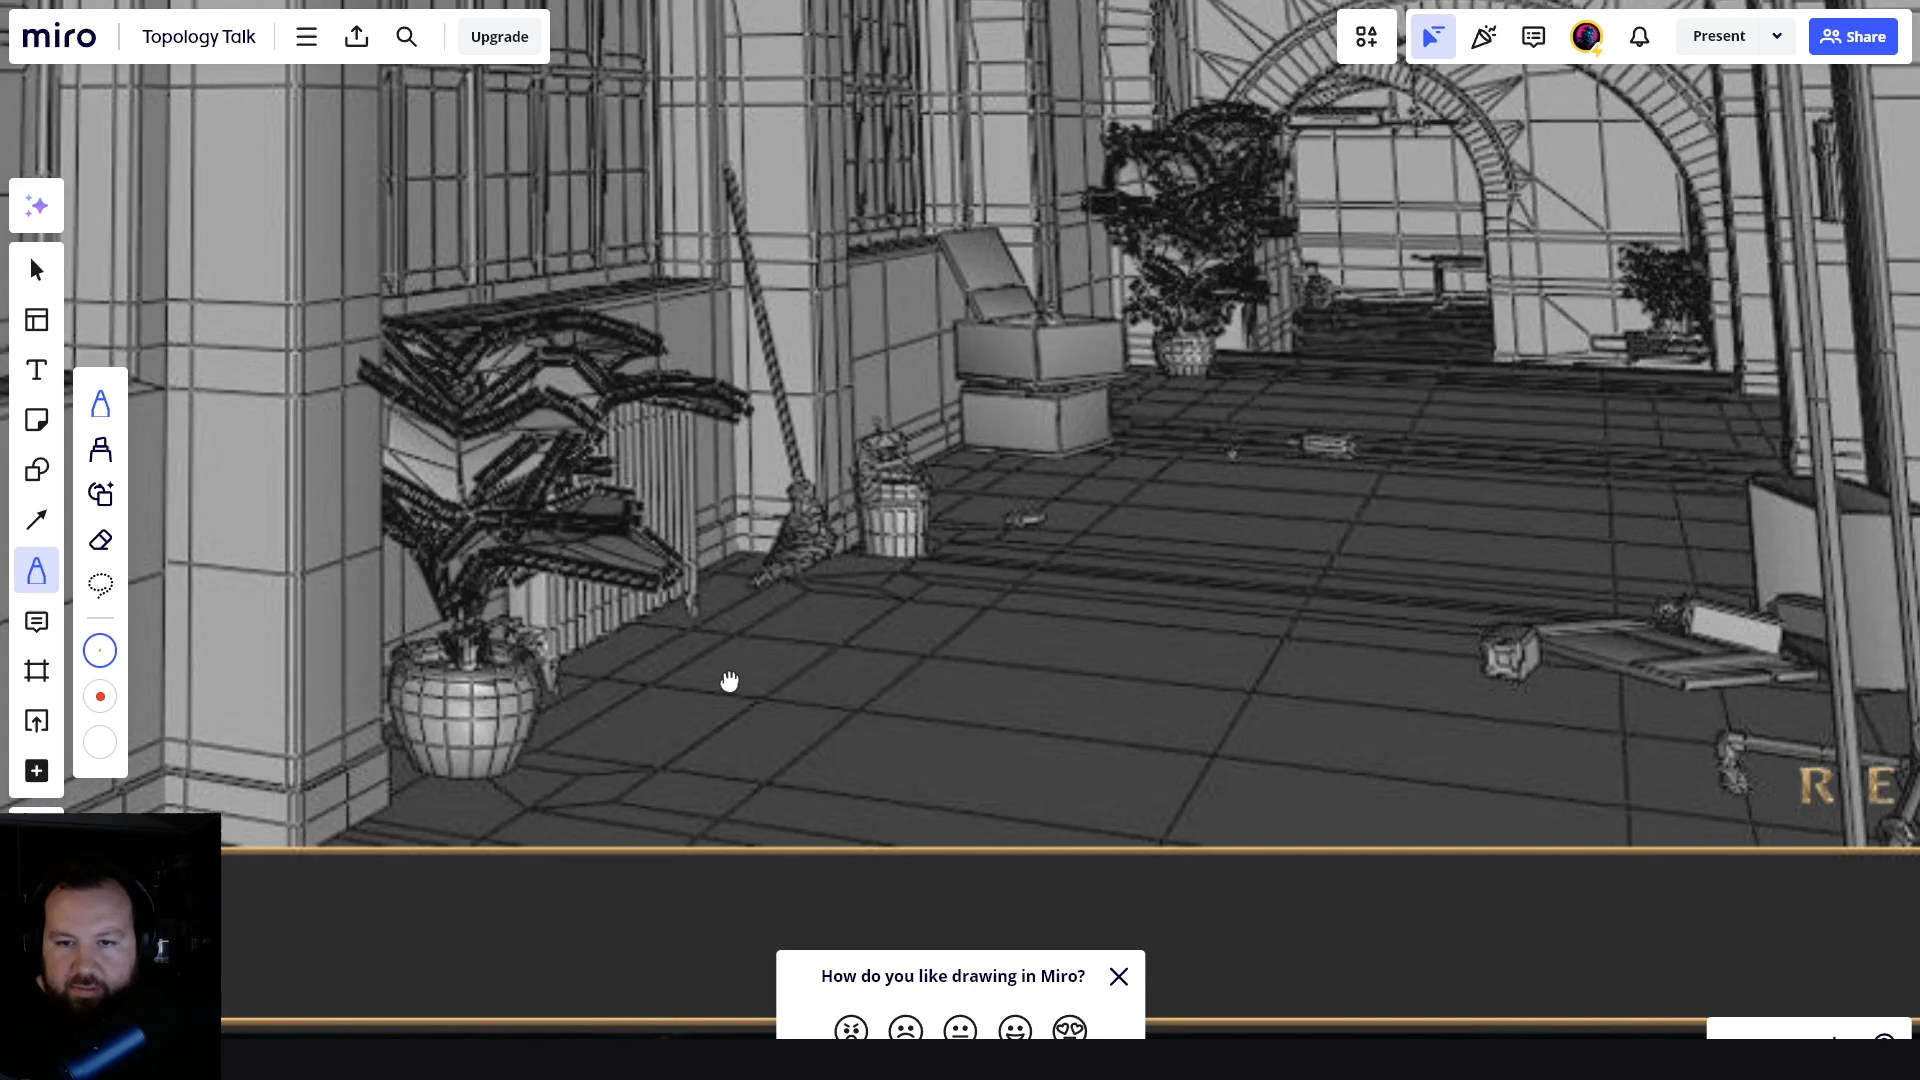 miro
Topology Talk
Upgrade
Present
Share
R E
How do you like drawing in Miro?